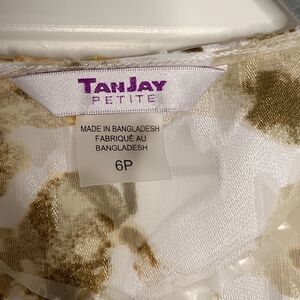 TANJAY
PETITE
MADE IN BANGLADESH
FABRIQUÉ AU
BANGLADESH
6P